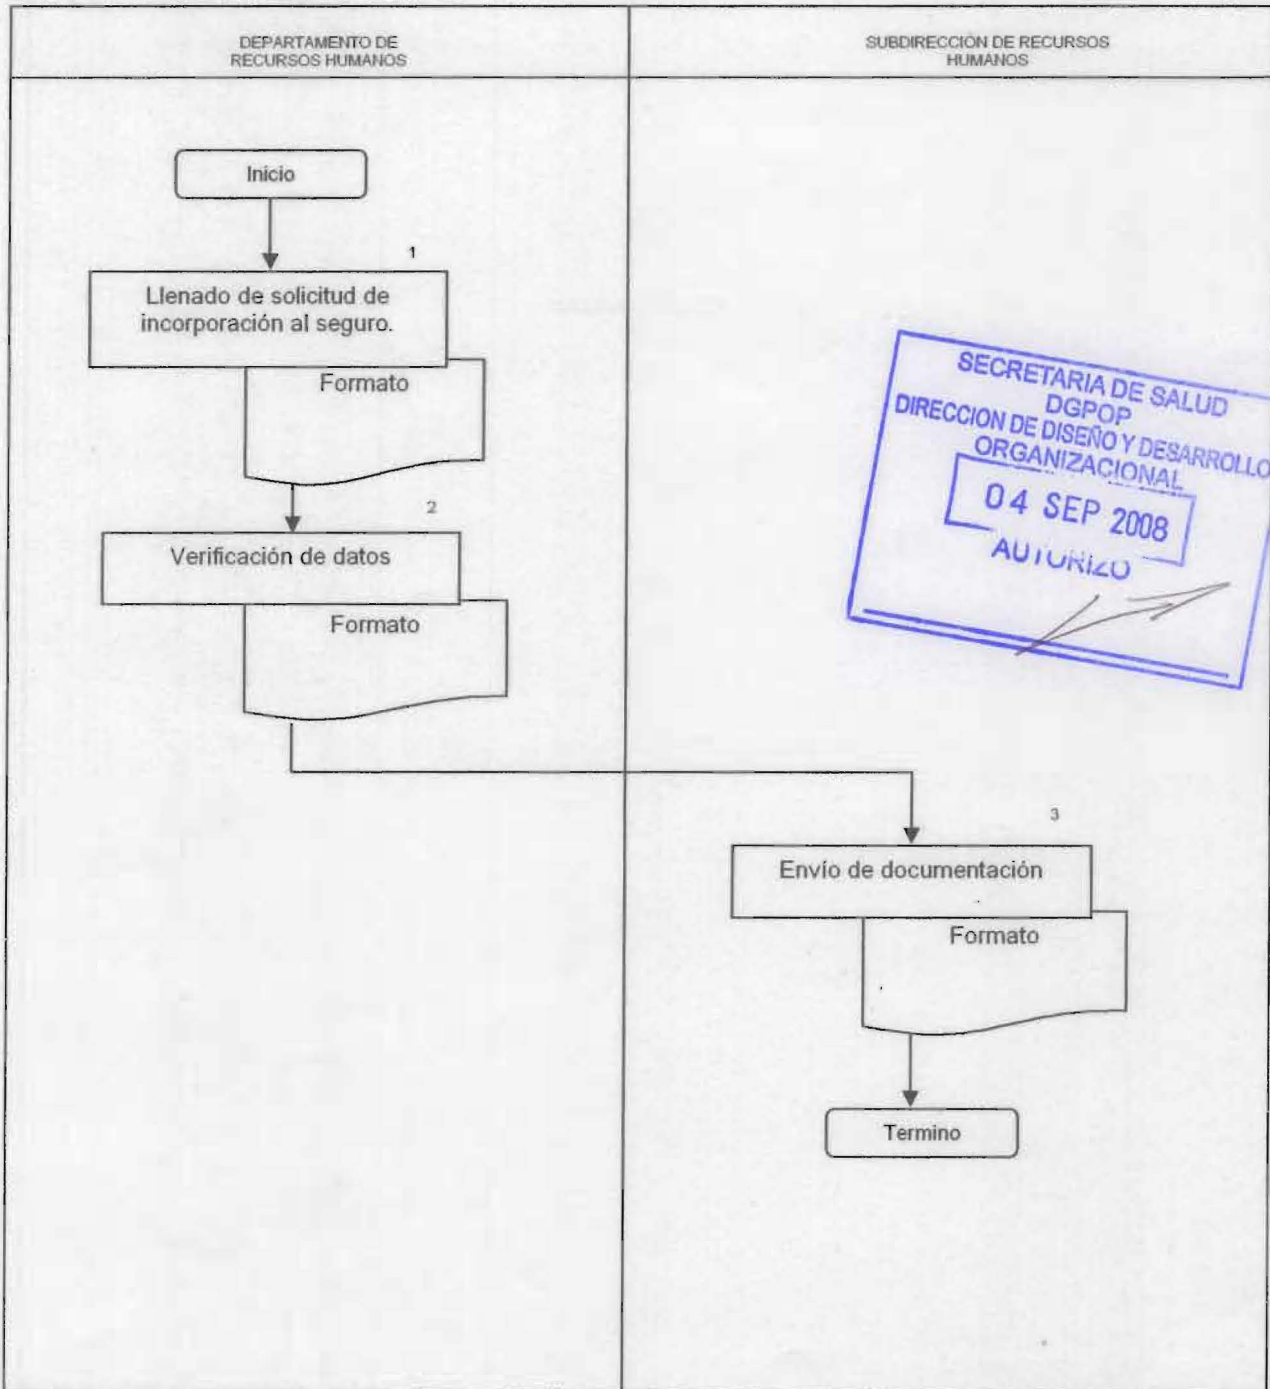 DEPARTAMENTO DE
RECURSOS HUMANOS
SUBDIRECCIÓN DE RECURSOS
HUMANOS
Inicio
1
Llenado de solicitud de
incorporación al seguro.
Formato
2
Verificación de datos
Formato
SECRETARIA DE SALUD
DGPOP
DIRECCION DE DISEÑO Y DESARROLLO
ORGANIZACIONAL
04 SEP 2008
AUTORIZO
3
Envío de documentación
Formato
Termino